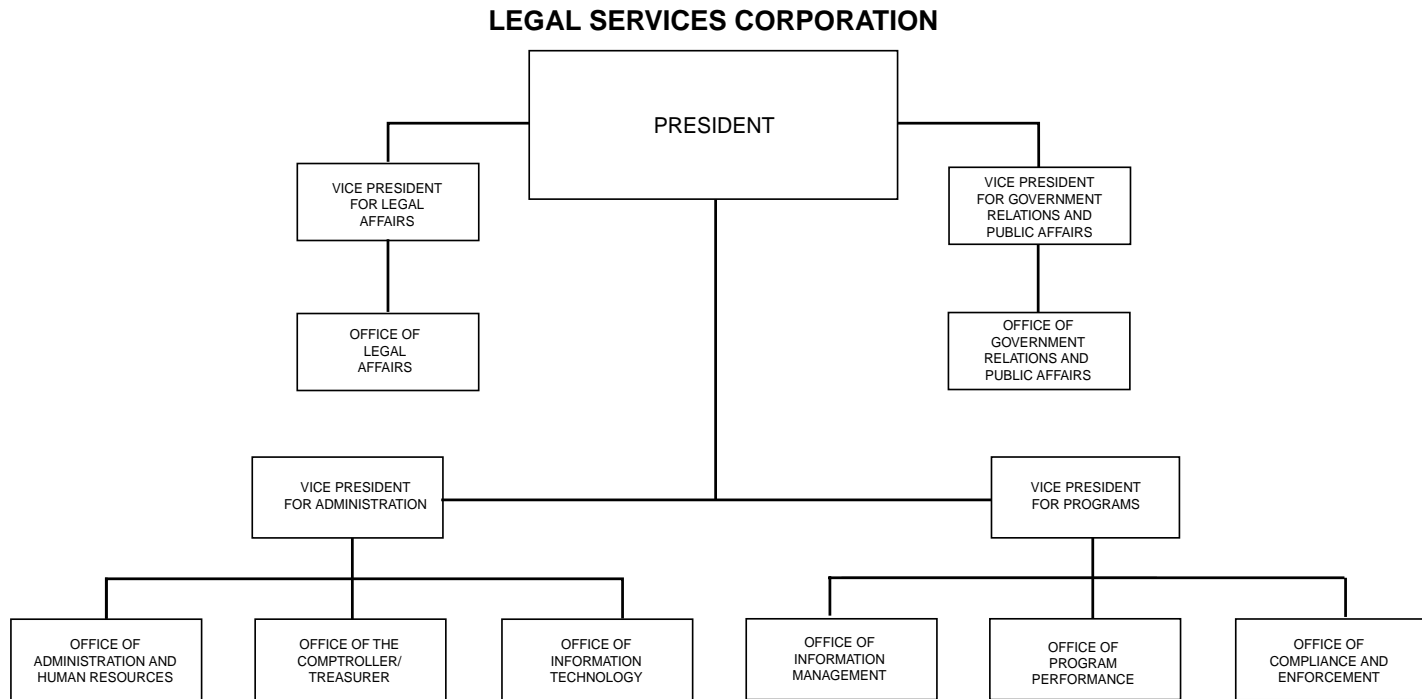 LEGAL SERVICES CORPORATION
PRESIDENT
VICE PRESIDENT
FOR LEGAL
AFFAIRS
VICE PRESIDENT
FOR GOVERNMENT
RELATIONS AND
PUBLIC AFFAIRS
OFFICE OF
LEGAL
AFFAIRS
OFFICE OF
GOVERNMENT
RELATIONS AND
PUBLIC AFFAIRS
VICE PRESIDENT
FOR ADMINISTRATION
VICE PRESIDENT
FOR PROGRAMS
OFFICE OF
ADMINISTRATION AND
HUMAN RESOURCES
OFFICE OF THE
COMPTROLLER/
TREASURER
OFFICE OF
INFORMATION
TECHNOLOGY
OFFICE OF
INFORMATION
MANAGEMENT
OFFICE OF
PROGRAM
PERFORMANCE
OFFICE OF
COMPLIANCE AND
ENFORCEMENT